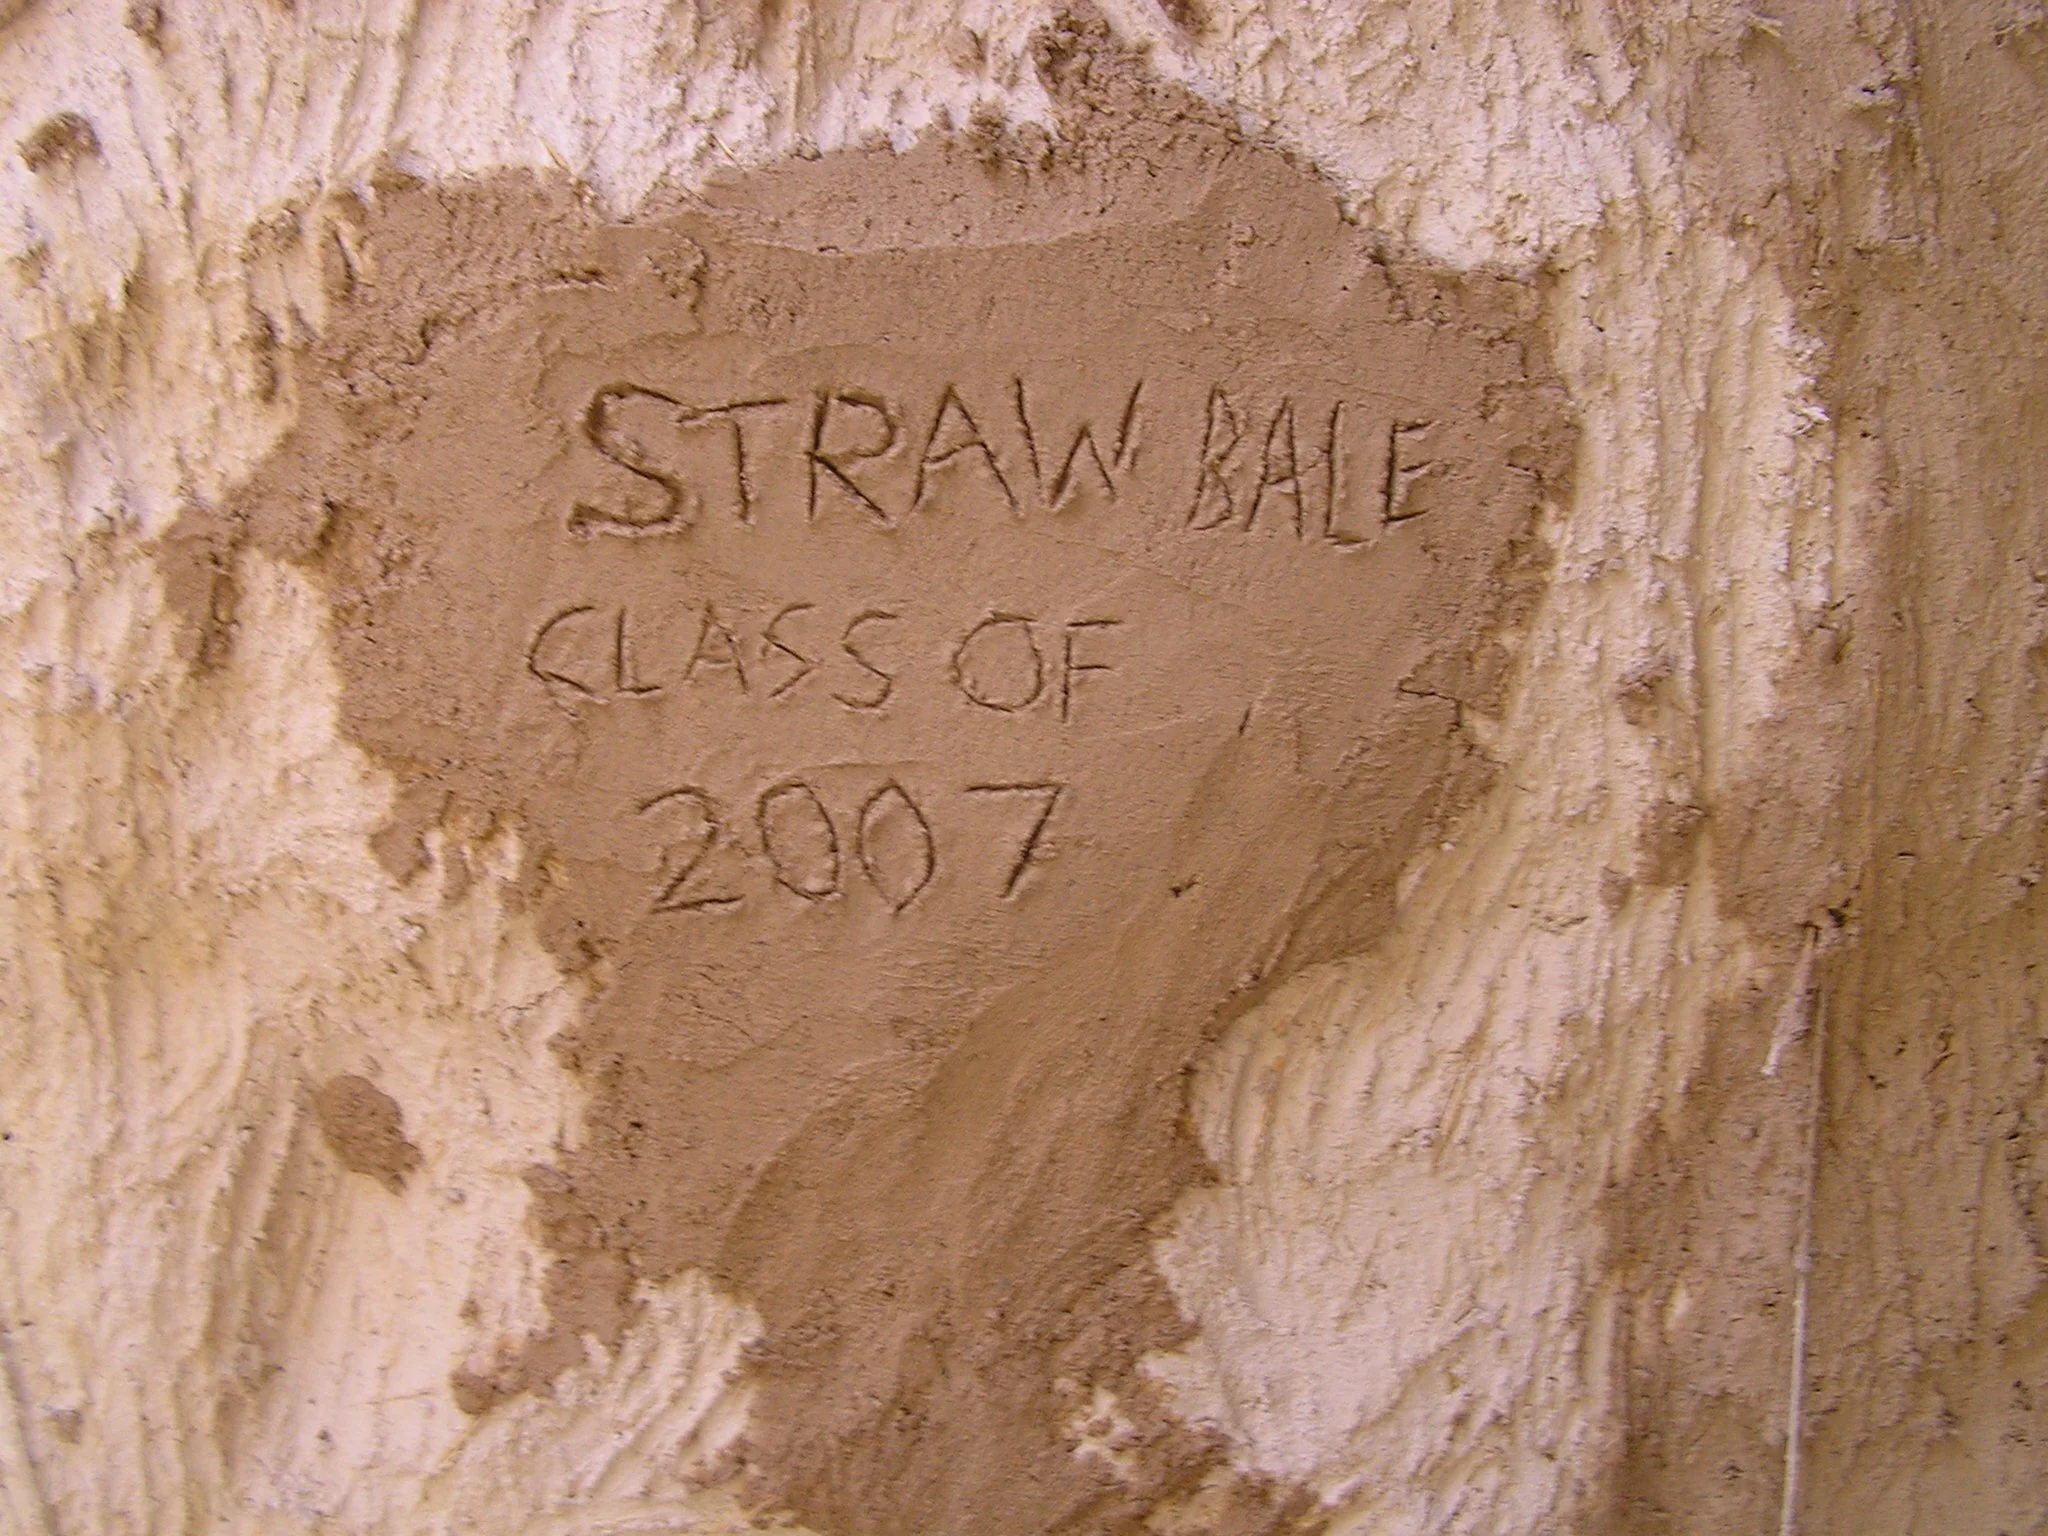 STRAW BALE
CLASS OF
2007